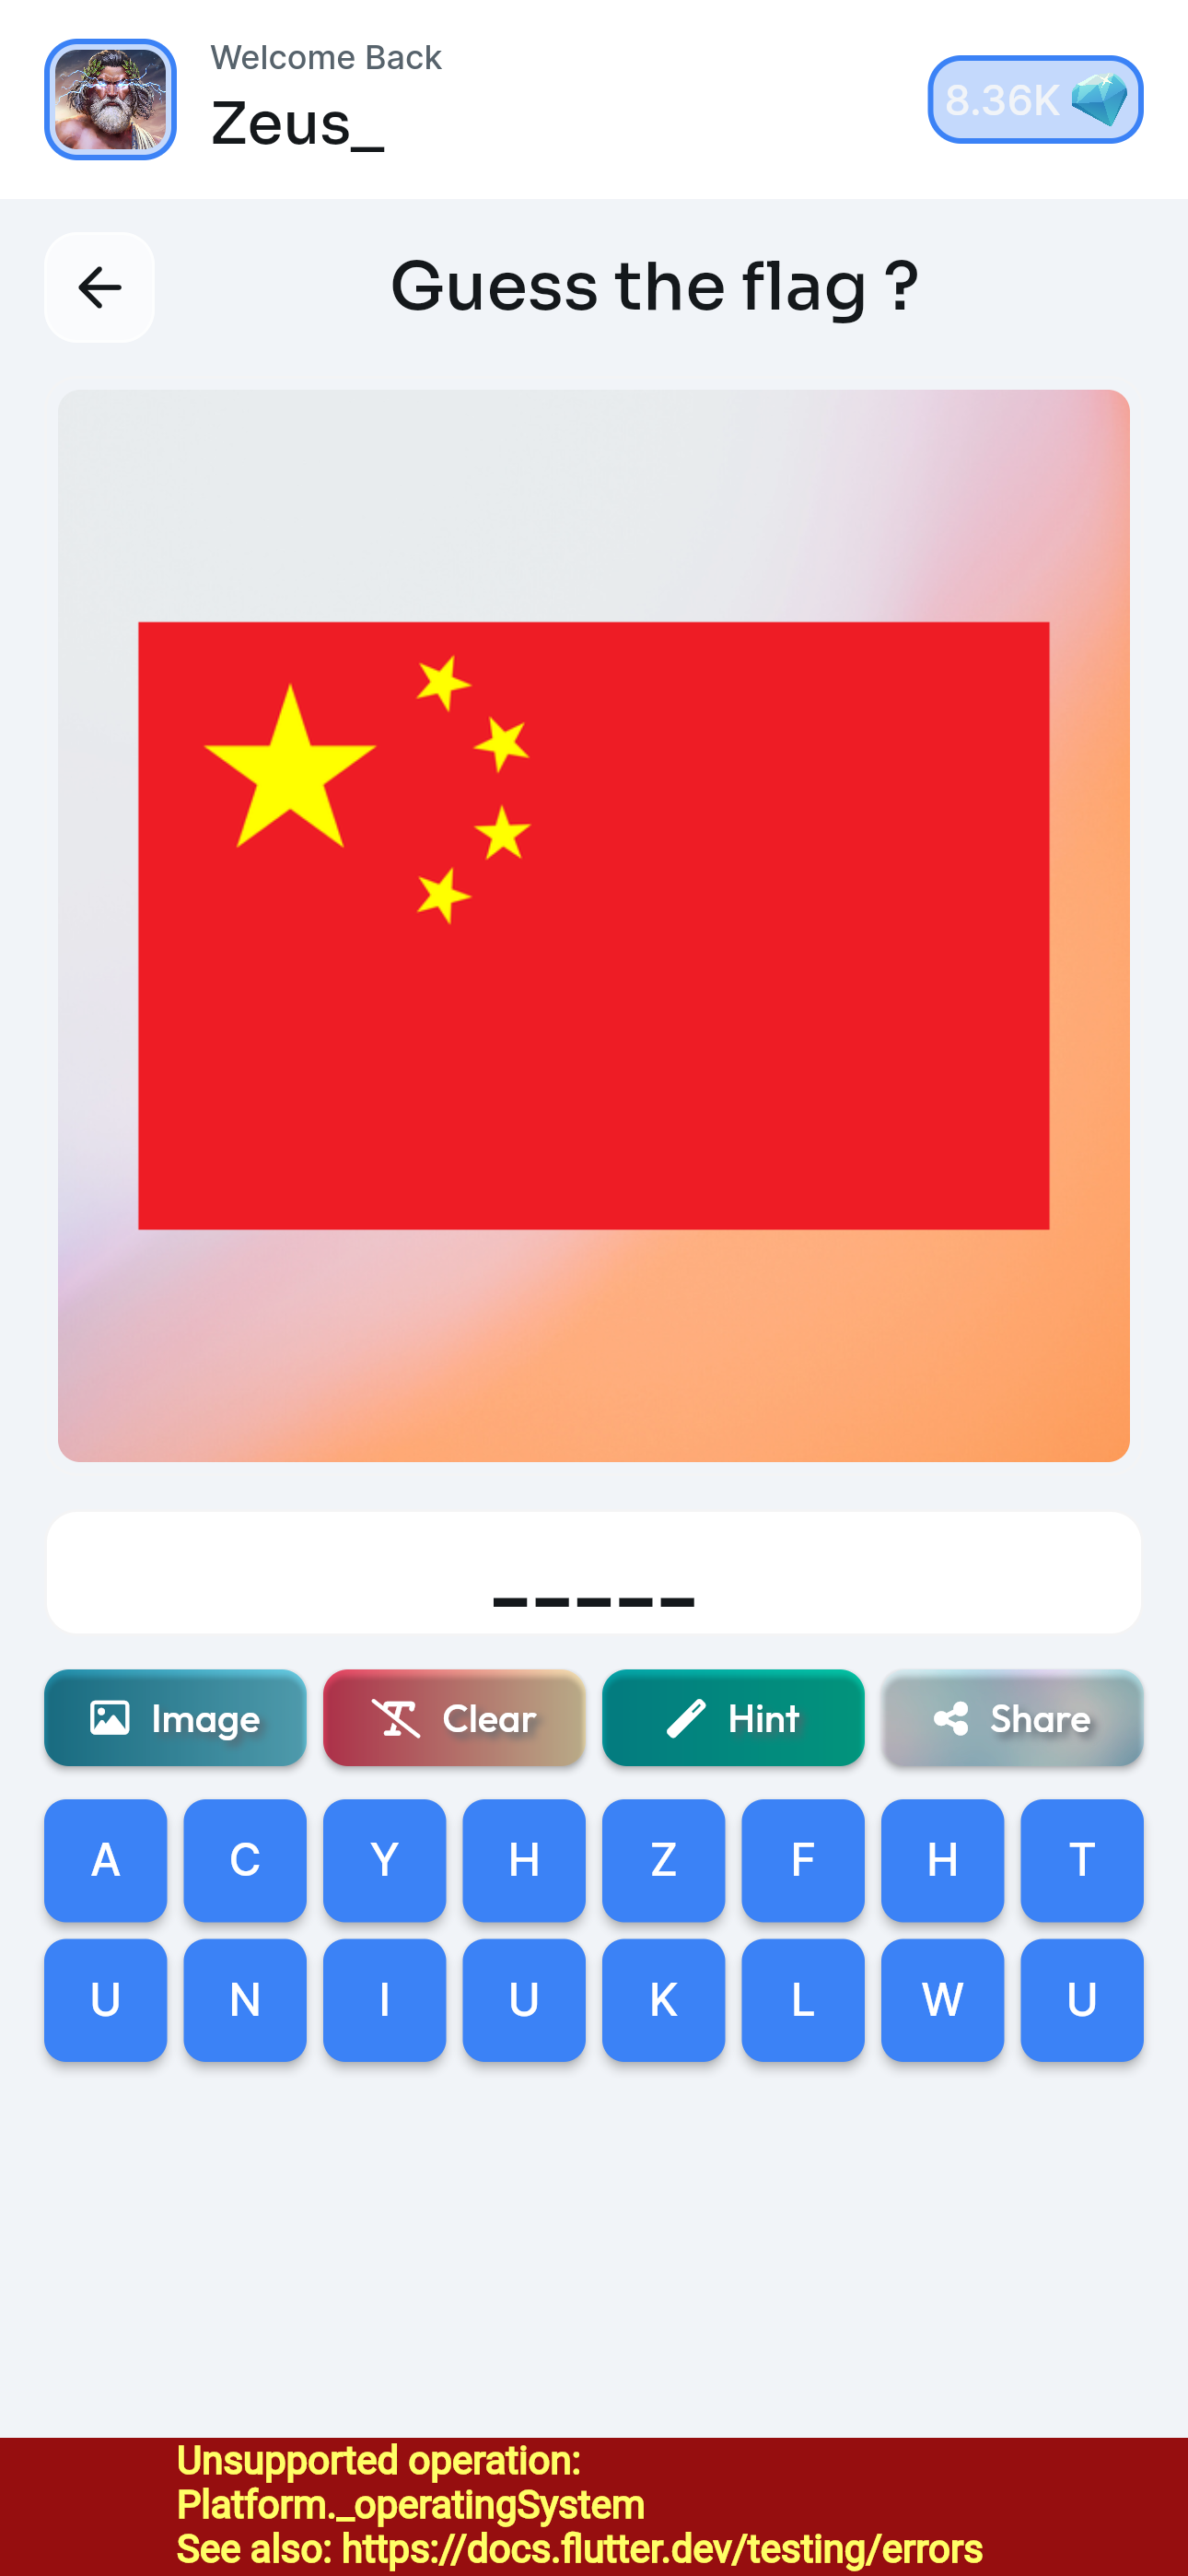 Welcome Back
Zeus_
8.36K
Guess the flag ?
_____
Image Clear Hint Share
A C Y H Z F H T
U N I U K L W U
Unsupported operation:
Platform._operatingSystem
See also: https://docs.flutter.dev/testing/errors